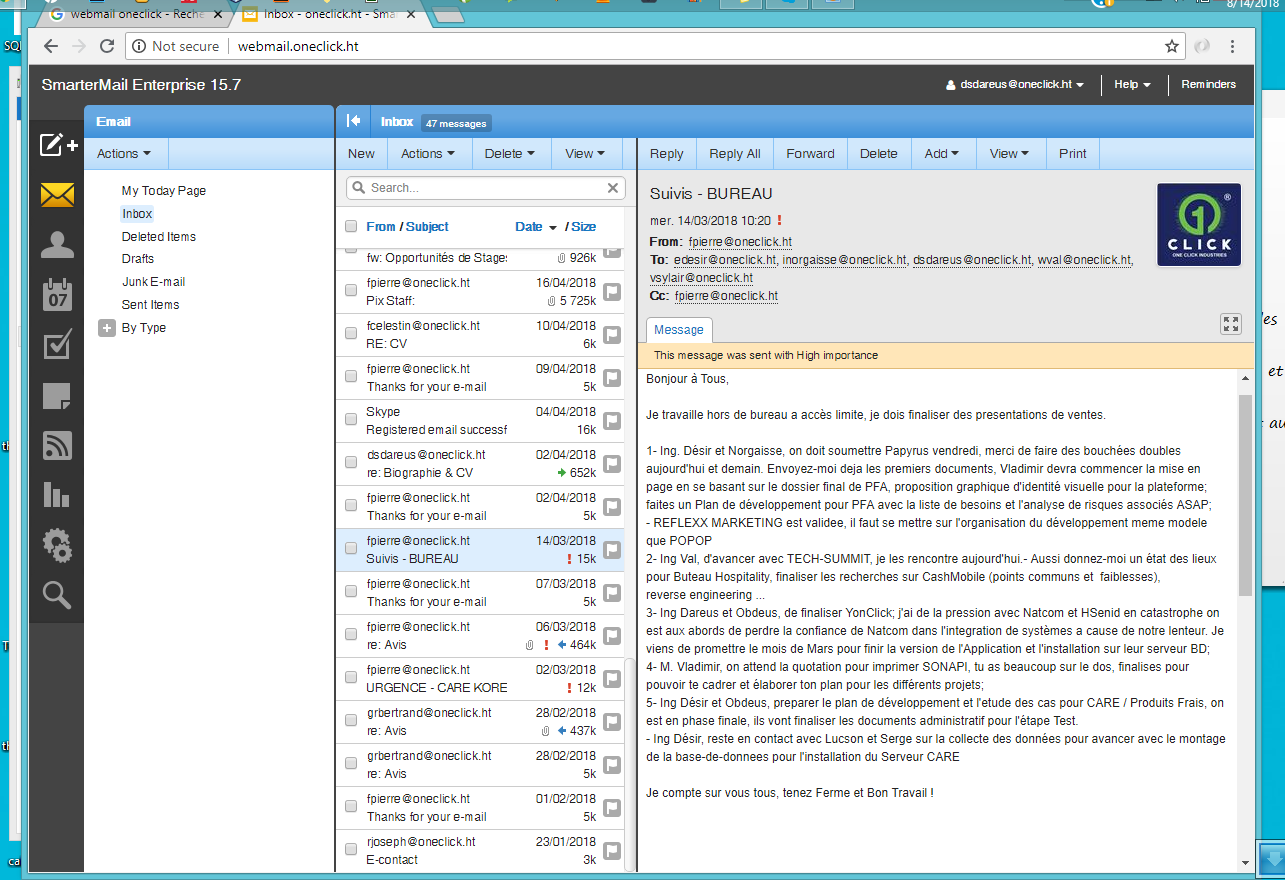 8/14/2018
webmail oneclick - Reche
Inbox - oneclick.ht - Sma
Not secure
webmail.oneclick.ht
SmarterMail Enterprise 15.7
dsdareus@oneclick.ht
Help
Reminders
Email
Inbox 47 messages
Actions
New Actions Delete View
Reply Reply All Forward Delete Add View Print
My Today Page
Inbox
Deleted Items
Drafts
Junk E-mail
Sent Items
By Type
07
Search...
From / Subject Date / Size
fw: Opportunités de Stages 926k
fpierre@oneclick.ht 16/04/2018
Pix Staff: 5 725k
fcelestin@oneclick.ht 10/04/2018
RE: CV 6k
fpierre@oneclick.ht 09/04/2018
Thanks for your e-mail 5k
Skype 04/04/2018
Registered email successf 16k
dsdareus@oneclick.ht 02/04/2018
re: Biographie & CV 652k
fpierre@oneclick.ht 02/04/2018
Thanks for your e-mail 5k
fpierre@oneclick.ht 14/03/2018
Suivis - BUREAU ! 15k
fpierre@oneclick.ht 07/03/2018
Thanks for your e-mail 5k
fpierre@oneclick.ht 06/03/2018
re: Avis ! 464k
fpierre@oneclick.ht 02/03/2018
URGENCE - CARE KORE ! 12k
grbertrand@oneclick.ht 28/02/2018
re: Avis 437k
grbertrand@oneclick.ht 28/02/2018
re: Avis 5k
fpierre@oneclick.ht 01/02/2018
Thanks for your e-mail 5k
rjoseph@oneclick.ht 23/01/2018
E-contact 3k
Suivis - BUREAU
mer. 14/03/2018 10:20 !
From: fpierre@oneclick.ht
To: edesir@oneclick.ht, inorgaisse@oneclick.ht, dsdareus@oneclick.ht, wval@oneclick.ht,
vsylair@oneclick.ht
Cc: fpierre@oneclick.ht
1 ®
CLICK
ONE CLICK INDUSTRIES
Message
This message was sent with High importance
Bonjour à Tous,
Je travaille hors de bureau a accès limite, je dois finaliser des presentations de ventes.
1- Ing. Désir et Norgaisse, on doit soumettre Papyrus vendredi, merci de faire des bouchées doubles
aujourd'hui et demain. Envoyez-moi deja les premiers documents, Vladimir devra commencer la mise en
page en se basant sur le dossier final de PFA, proposition graphique d'identité visuelle pour la plateforme;
faites un Plan de développement pour PFA avec la liste de besoins et l'analyse de risques associés ASAP;
- REFLEXX MARKETING est validee, il faut se mettre sur l'organisation du développement meme modele
que POPOP
2- Ing Val, d'avancer avec TECH-SUMMIT, je les rencontre aujourd'hui.- Aussi donnez-moi un état des lieux
pour Buteau Hospitality, finaliser les recherches sur CashMobile (points communs et faiblesses),
reverse engineering ...
3- Ing Dareus et Obdeus, de finaliser YonClick; j'ai de la pression avec Natcom et HSenid en catastrophe on
est aux abords de perdre la confiance de Natcom dans l'integration de systèmes a cause de notre lenteur. Je
viens de promettre le mois de Mars pour finir la version de l'Application et l'installation sur leur serveur BD;
4- M. Vladimir, on attend la quotation pour imprimer SONAPI, tu as beaucoup sur le dos, finalises pour
pouvoir te cadrer et élaborer ton plan pour les différents projets;
5- Ing Désir et Obdeus, preparer le plan de développement et l'etude des cas pour CARE / Produits Frais, on
est en phase finale, ils vont finaliser les documents administratif pour l'étape Test.
- Ing Désir, reste en contact avec Lucson et Serge sur la collecte des données pour avancer avec le montage
de la base-de-donnees pour l'installation du Serveur CARE
Je compte sur vous tous, tenez Ferme et Bon Travail !
et
au